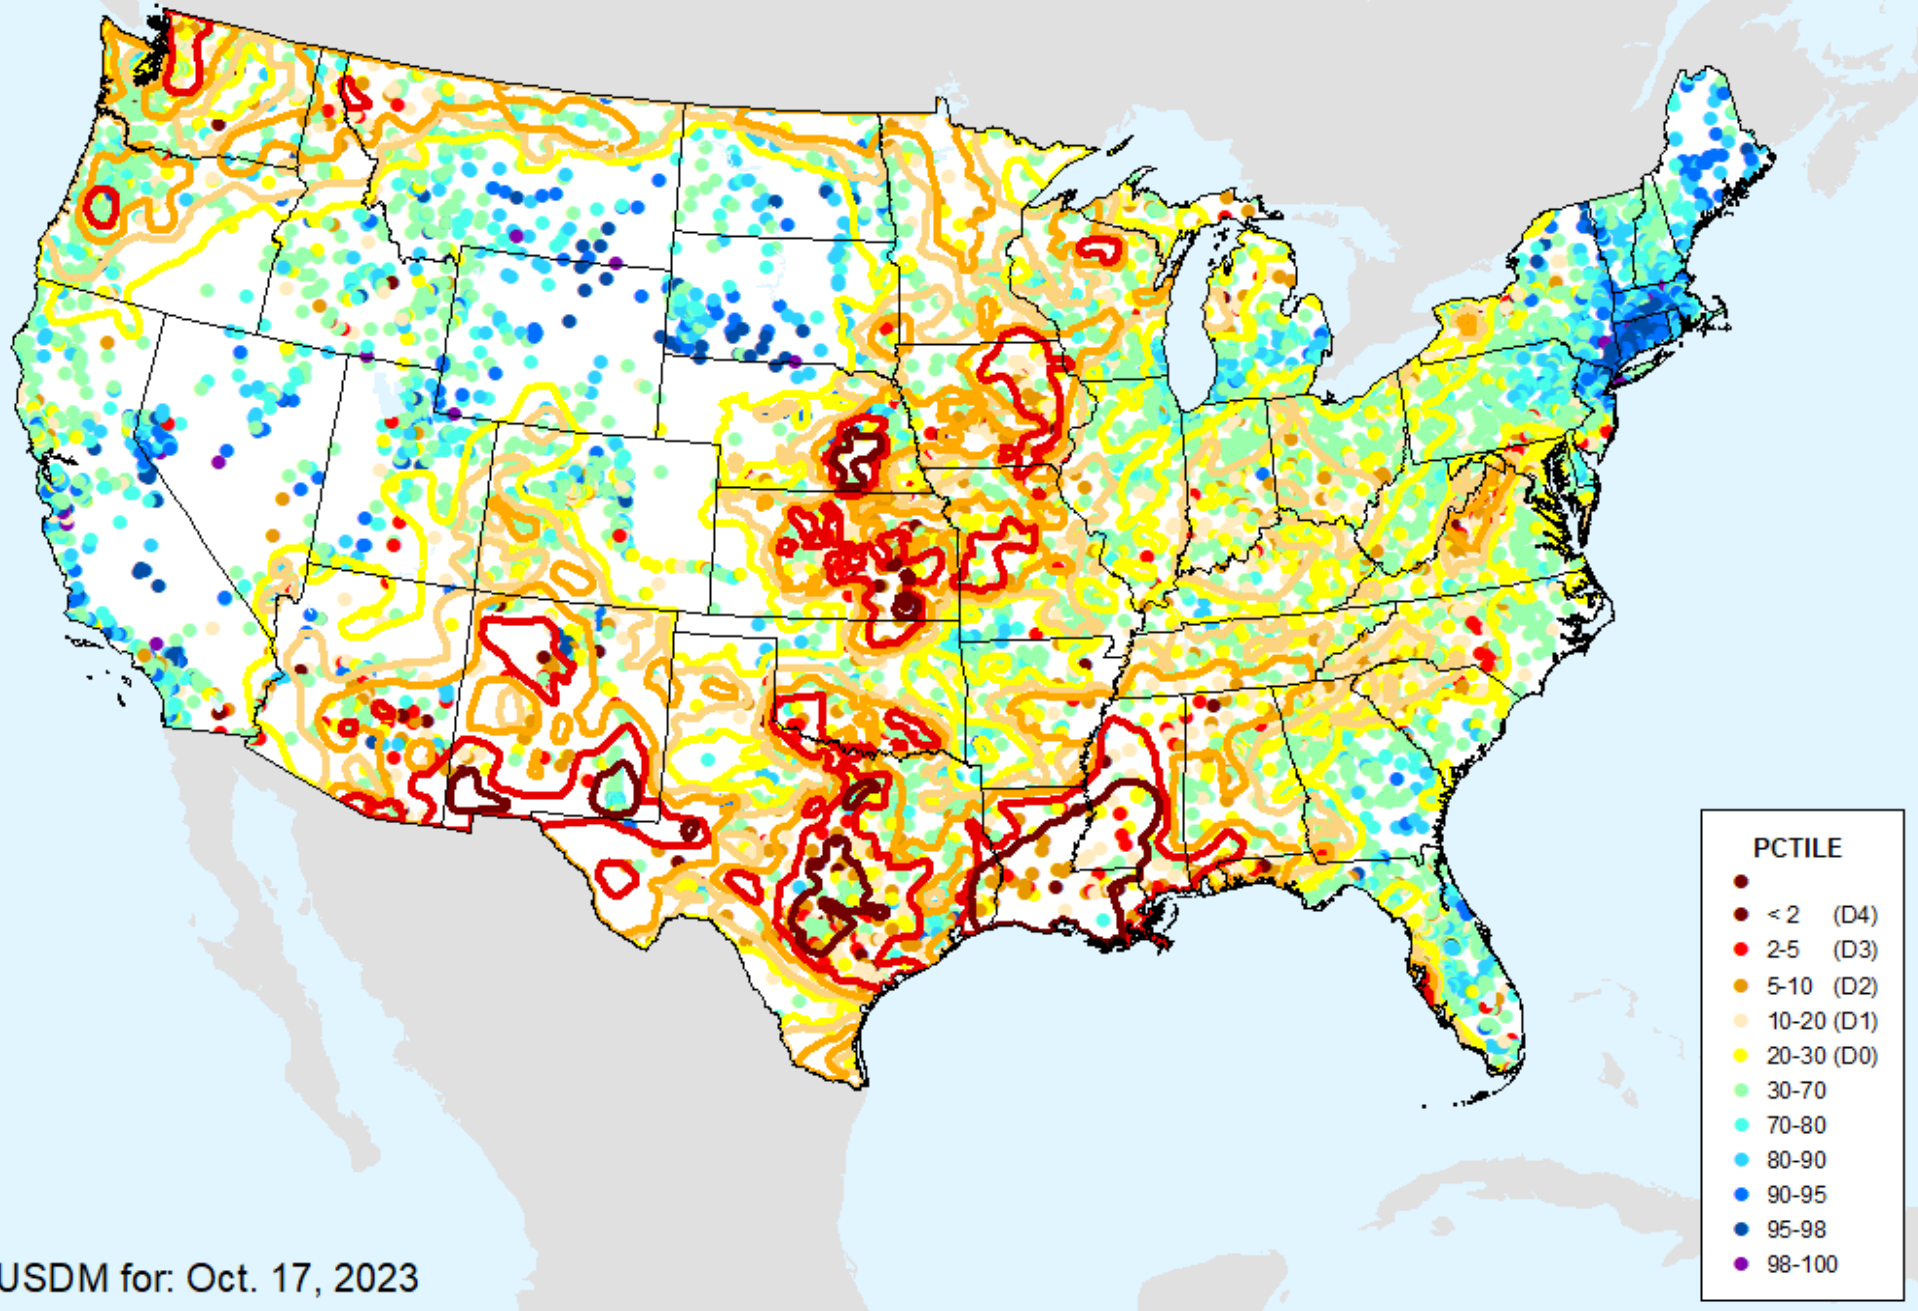 PCTILE
< 2 (D4)
2-5 (D3)
5-10 (D2)
10-20 (D1)
20-30 (D0)
30-70
70-80
80-90
90-95
95-98
98-100
USDM for: Oct. 17, 2023